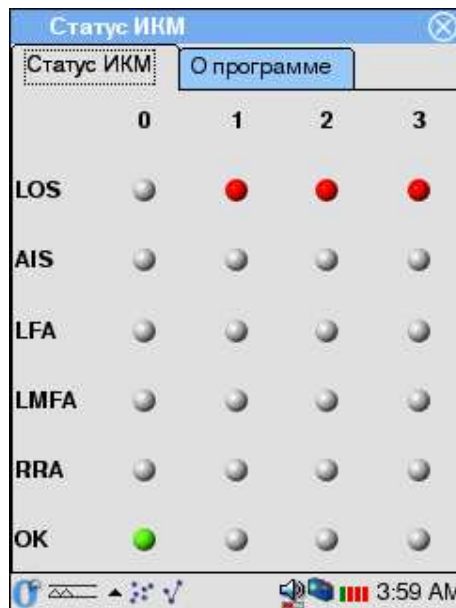 Статус ИКМ
Статус ИКМ О программе
0 1 2 3
LOS
AIS
LFA
LMFA
RRA
OK
3:59 AM